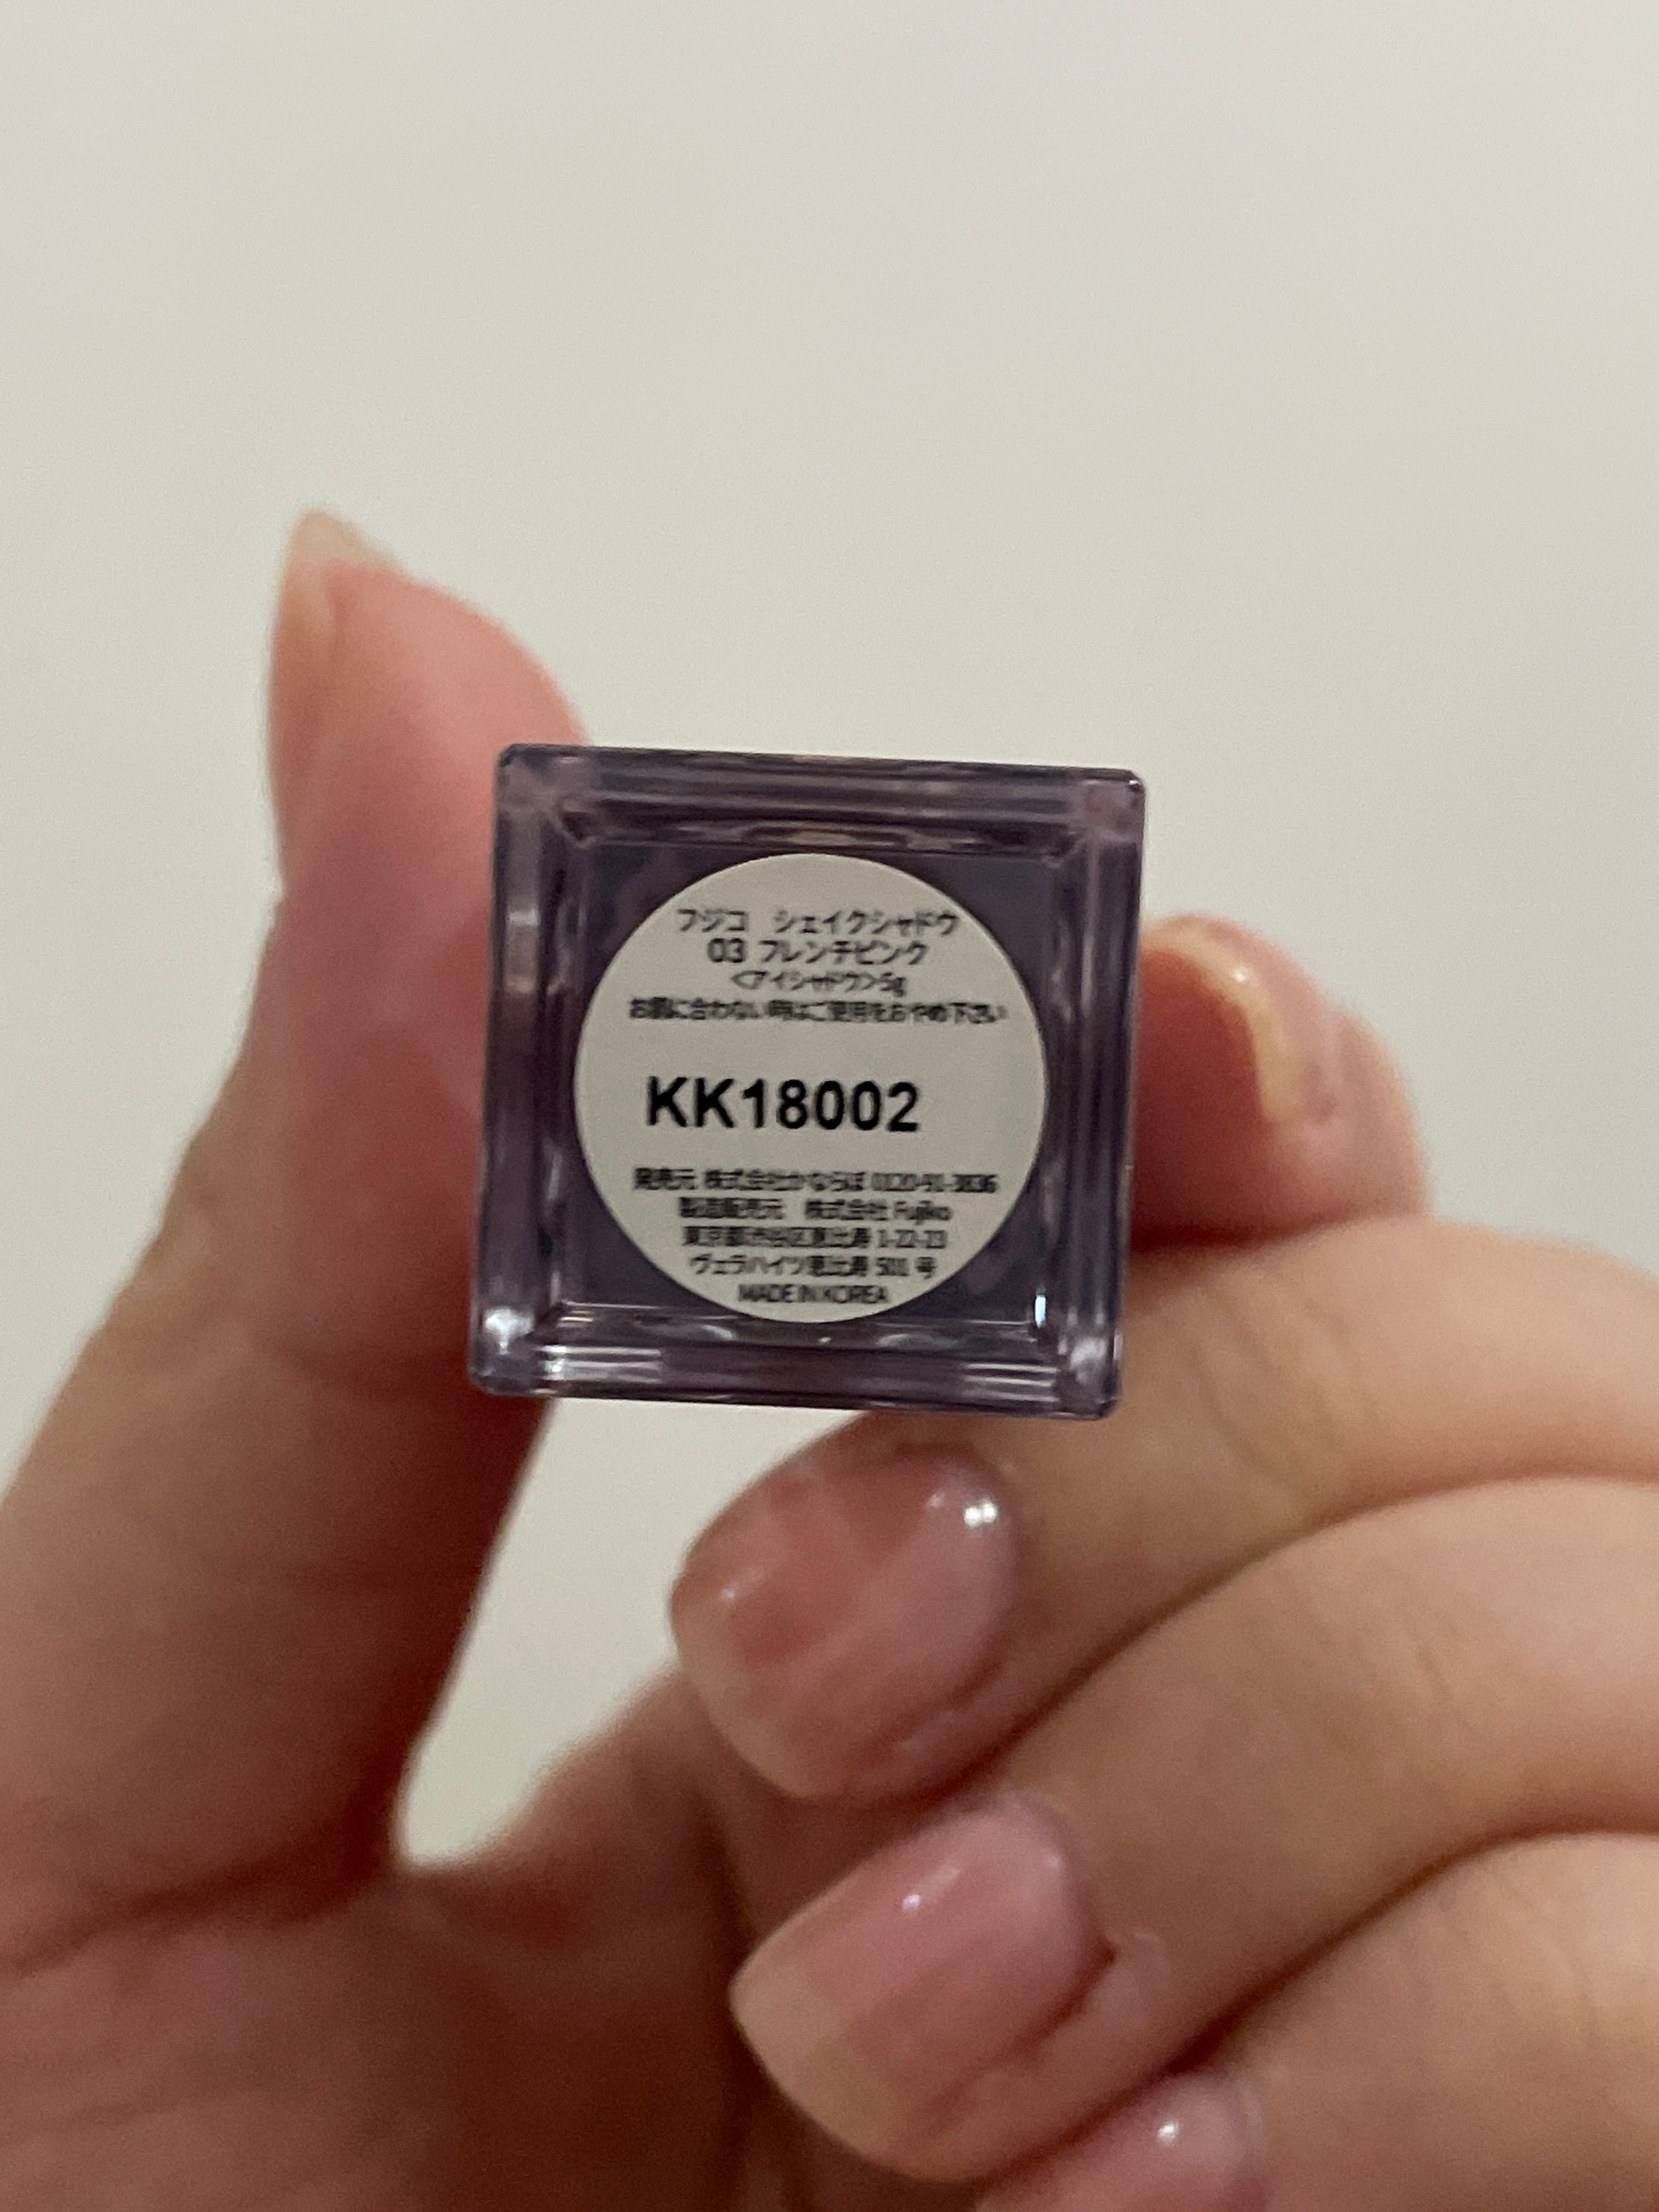 フジコ　シェイクシャドウ
03 フレンチピンク
<アイシャドウ>5g
お肌に合わない時はご使用をおやめ下さい
KK18002
発売元 株式会社かならぼ 0120-91-3836
製造販売元　株式会社 Fujiko
東京都渋谷区恵比寿 1-22-23
ヴェラハイツ恵比寿 501 号
MADE IN KOREA